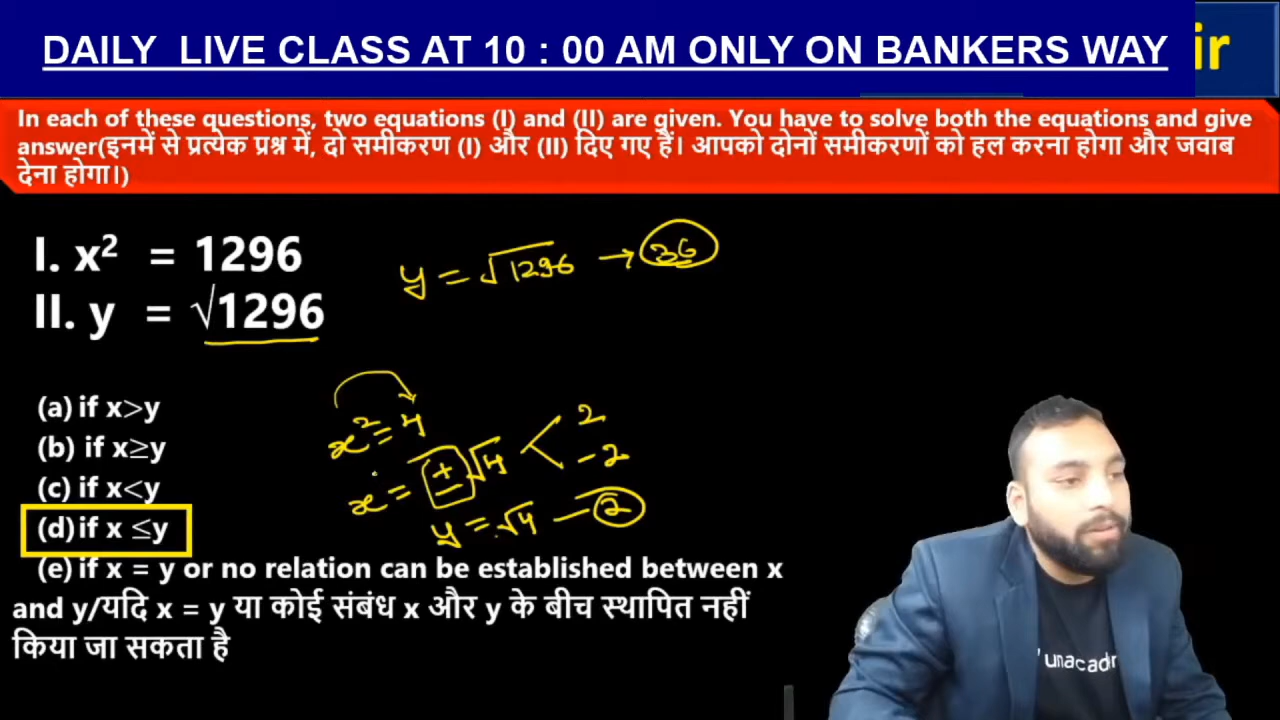 DAILY LIVE CLASS AT 10 : 00 AM ONLY ON BANKERS WAY
ir
In each of these questions, two equations (I) and (II) are given. You have to solve both the equations and give
answer(इनमें से प्रत्येक प्रश्न में, दो समीकरण (I) और (II) दिए गए हैं। आपको दोनों समीकरणों को हल करना होगा और जवाब
देना होगा।)
I. x² = 1296
II. y = √1296
y = √1296 → 36
(a) if x>y
(b) if x≥y
(c) if x<y
(d) if x ≤y
(e) if x = y or no relation can be established between x
and y/यदि x = y या कोई संबंध x और y के बीच स्थापित नहीं
किया जा सकता है
x² = 4
x = ± √4 < 2
-2
y = √4 — 2
unacade